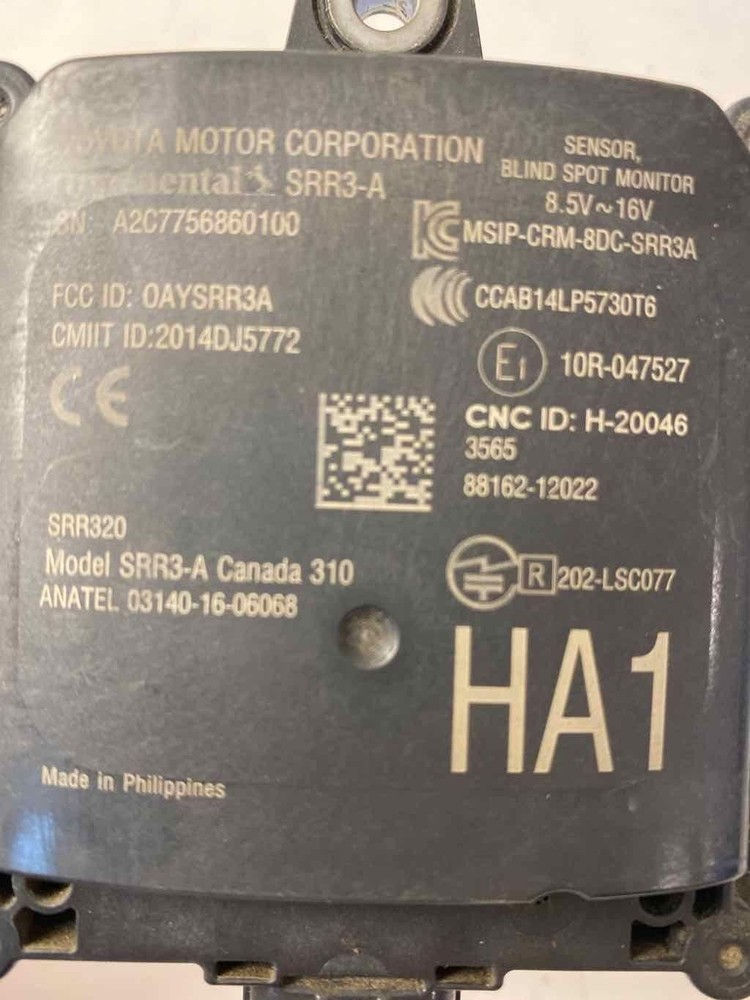 TOYOTA MOTOR CORPORATION
Continental SRR3-A
SN A2C7756860100
SENSOR,
BLIND SPOT MONITOR
8.5V~16V
MSIP-CRM-8DC-SRR3A
FCC ID: OAYSRR3A
CMIIT ID:2014DJ5772
CCAB14LP5730T6
CE
E1 10R-047527
CNC ID: H-20046
3565
88162-12022
SRR320
Model SRR3-A Canada 310
ANATEL 03140-16-06068
R 202-LSC077
HA1
Made in Philippines